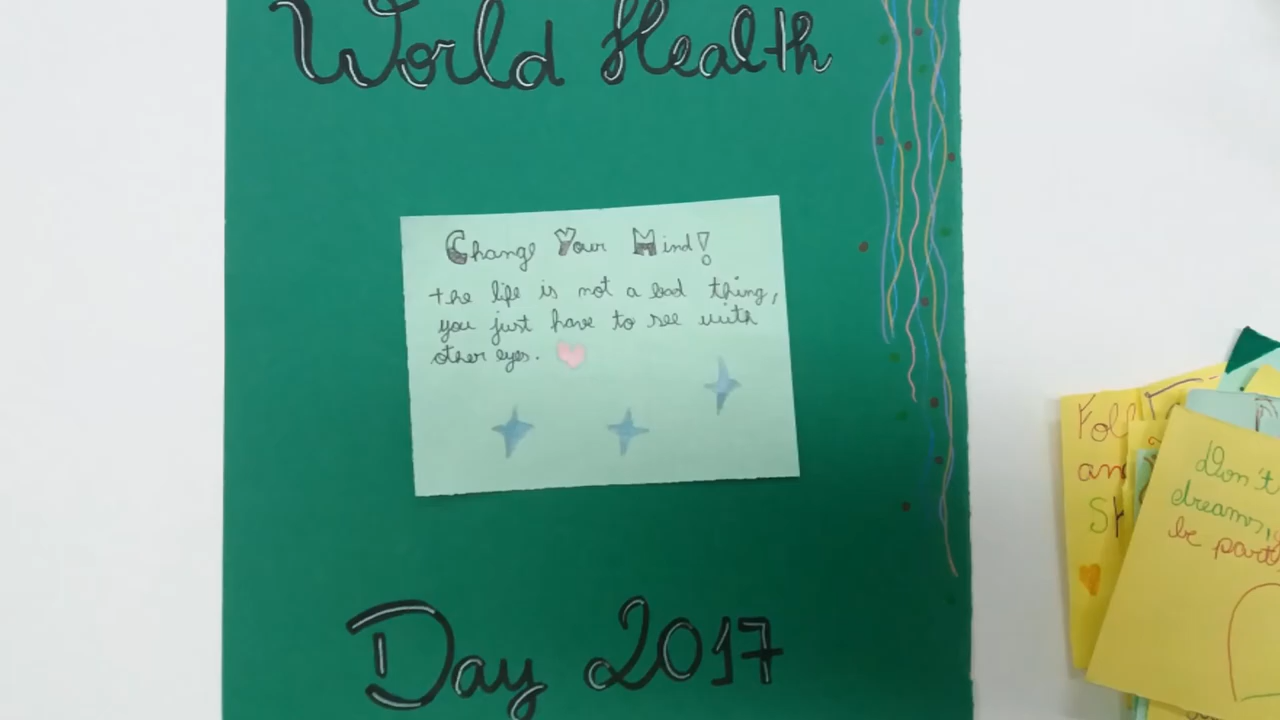 World Health
Change Your Mind!
the life is not a bad thing,
you just have to see with
other eyes.
Day 2017
Don't
dreams,
be